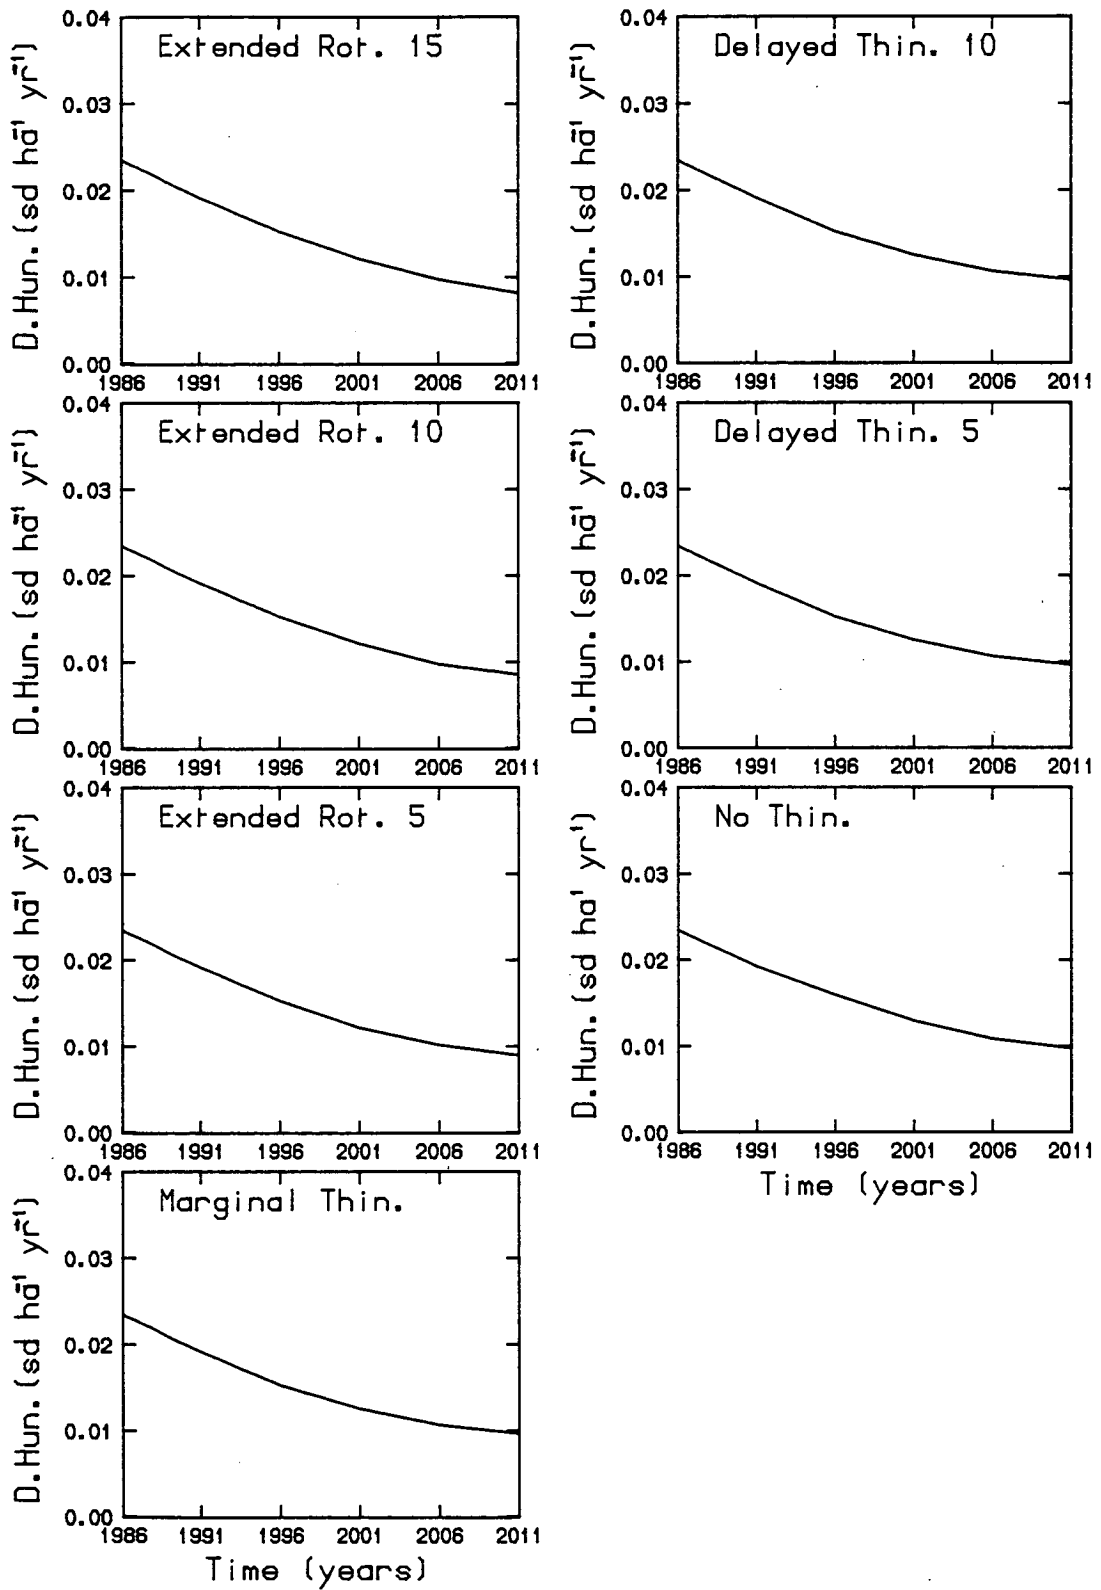 Extended Rot. 15
D.Hun.(sd ha⁻¹ yr⁻¹)
0.04
0.03
0.02
0.01
0.00
1986 1991 1996 2001 2006 2011
Delayed Thin. 10
D.Hun.(sd ha⁻¹ yr⁻¹)
0.04
0.03
0.02
0.01
0.00
1986 1991 1996 2001 2006 2011
Extended Rot. 10
D.Hun.(sd ha⁻¹ yr⁻¹)
0.04
0.03
0.02
0.01
0.00
1986 1991 1996 2001 2006 2011
Delayed Thin. 5
D.Hun.(sd ha⁻¹ yr⁻¹)
0.04
0.03
0.02
0.01
0.00
1986 1991 1996 2001 2006 2011
Extended Rot. 5
D.Hun.(sd ha⁻¹ yr⁻¹)
0.04
0.03
0.02
0.01
0.00
1986 1991 1996 2001 2006 2011
No Thin.
D.Hun.(sd ha¹ yr¹)
0.04
0.03
0.02
0.01
0.00
1986 1991 1996 2001 2006 2011
Time (years)
Marginal Thin.
D.Hun.(sd ha⁻¹ yr⁻¹)
0.04
0.03
0.02
0.01
0.00
1986 1991 1996 2001 2006 2011
Time (years)